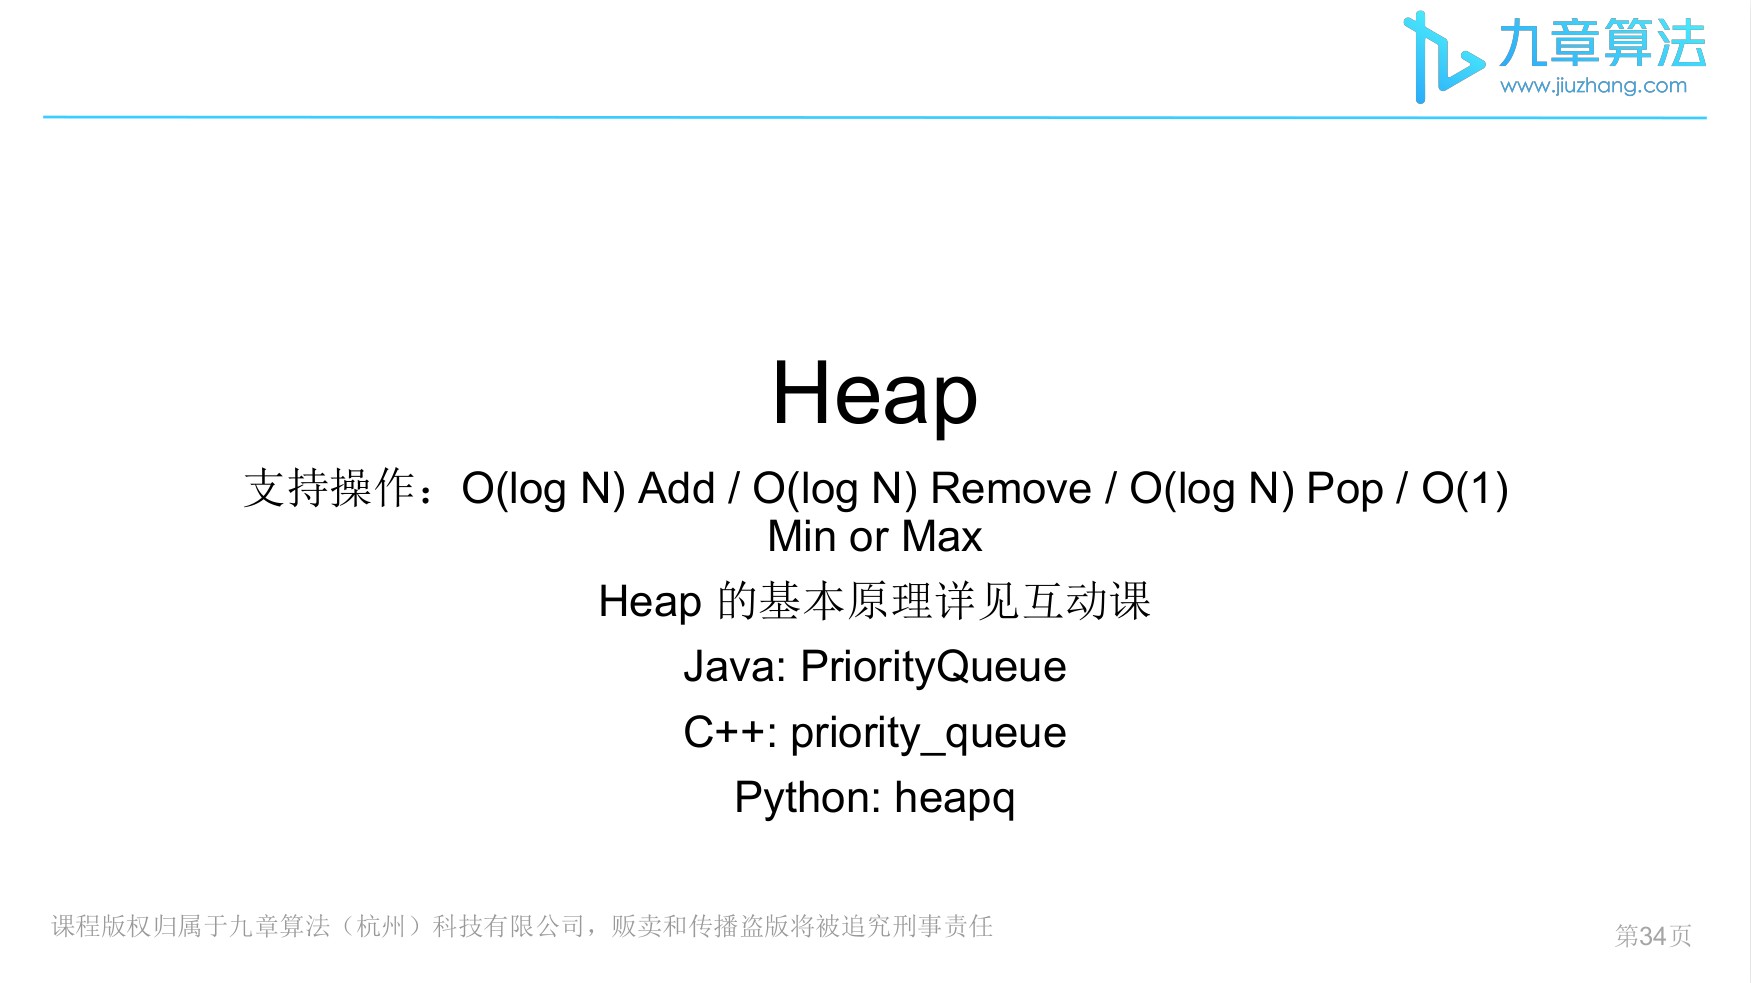 九章算法
www.jiuzhang.com
Heap
支持操作：O(log N) Add / O(log N) Remove / O(log N) Pop / O(1)
Min or Max
Heap 的基本原理详见互动课
Java: PriorityQueue
C++: priority_queue
Python: heapq
课程版权归属于九章算法（杭州）科技有限公司，贩卖和传播盗版将被追究刑事责任
第34页